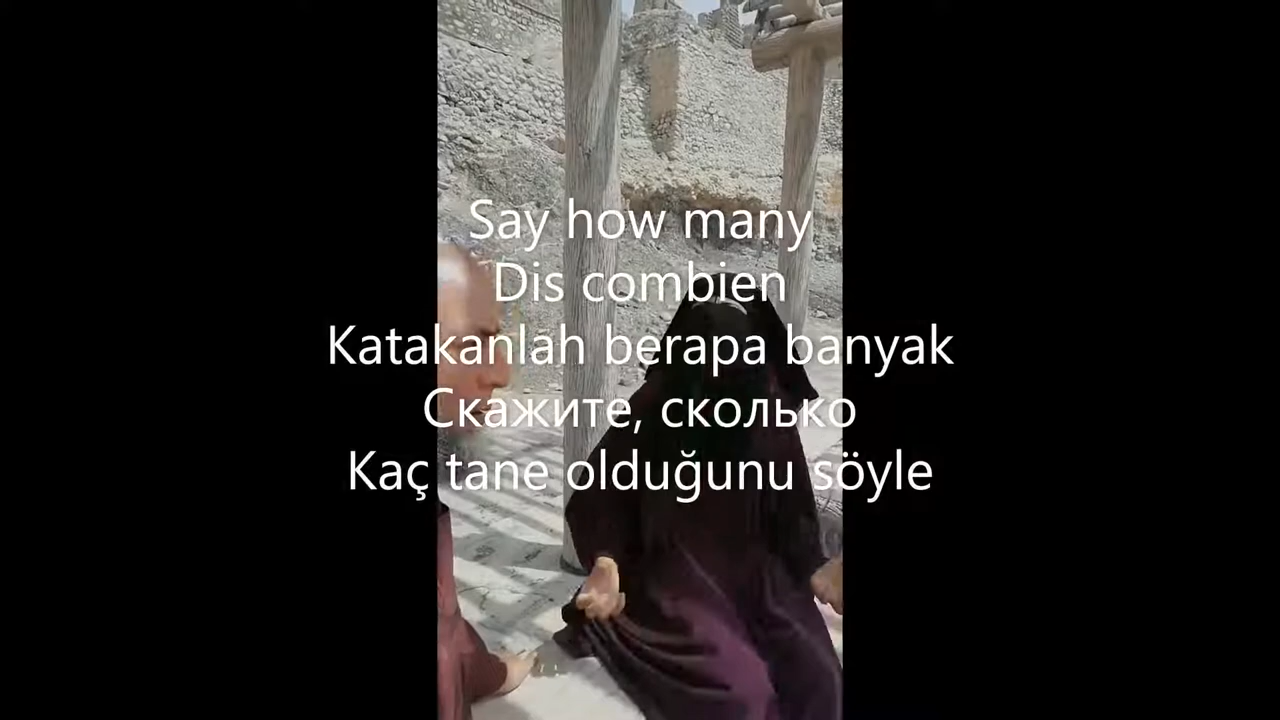 Say how many
Dis combien
Katakanlah berapa banyak
Скажите, сколько
Kaç tane olduğunu söyle